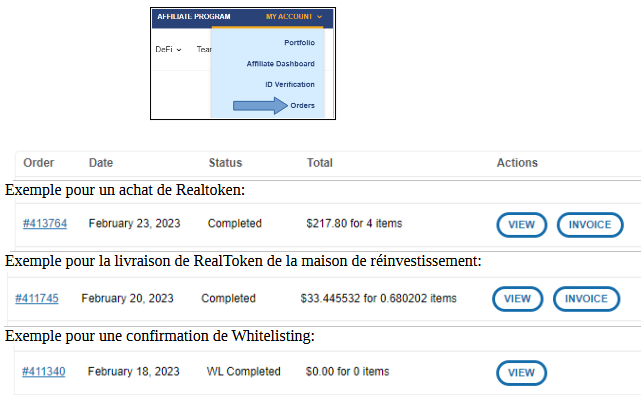 AFFILIATE PROGRAM MY ACCOUNT
Portfolio
DeFi Affiliate Dashboard
ID Verification
Orders
Order Date Status Total Actions
Exemple pour un achat de Realtoken:
#413764 February 23, 2023 Completed $217.80 for 4 items VIEW INVOICE
Exemple pour la livraison de RealToken de la maison de réinvestissement:
#411745 February 20, 2023 Completed $33.445532 for 0.680202 items VIEW INVOICE
Exemple pour une confirmation de Whitelisting:
#411340 February 18, 2023 WL Completed $0.00 for 0 items VIEW